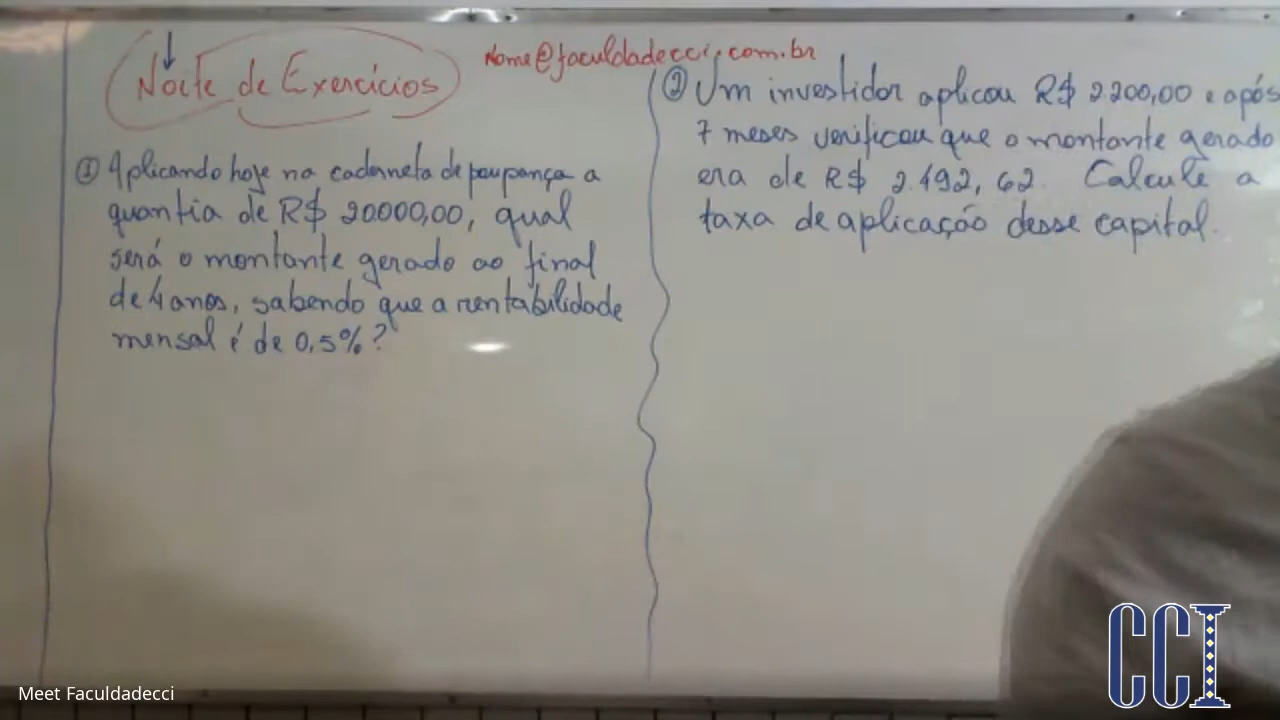 Noite de Exercícios
nome@faculdadecci.com.br
① Aplicando hoje na caderneta de poupança a
quantia de R$ 20000,00, qual
será o montante gerado ao final
de 4 anos, sabendo que a rentabilidade
mensal é de 0,5%?
② Um investidor aplicou R$ 2200,00 e após
7 meses verificou que o montante gerado
era de R$ 2.492,62. Calcule a
taxa de aplicação desse capital.
Meet Faculdadecci
CCI